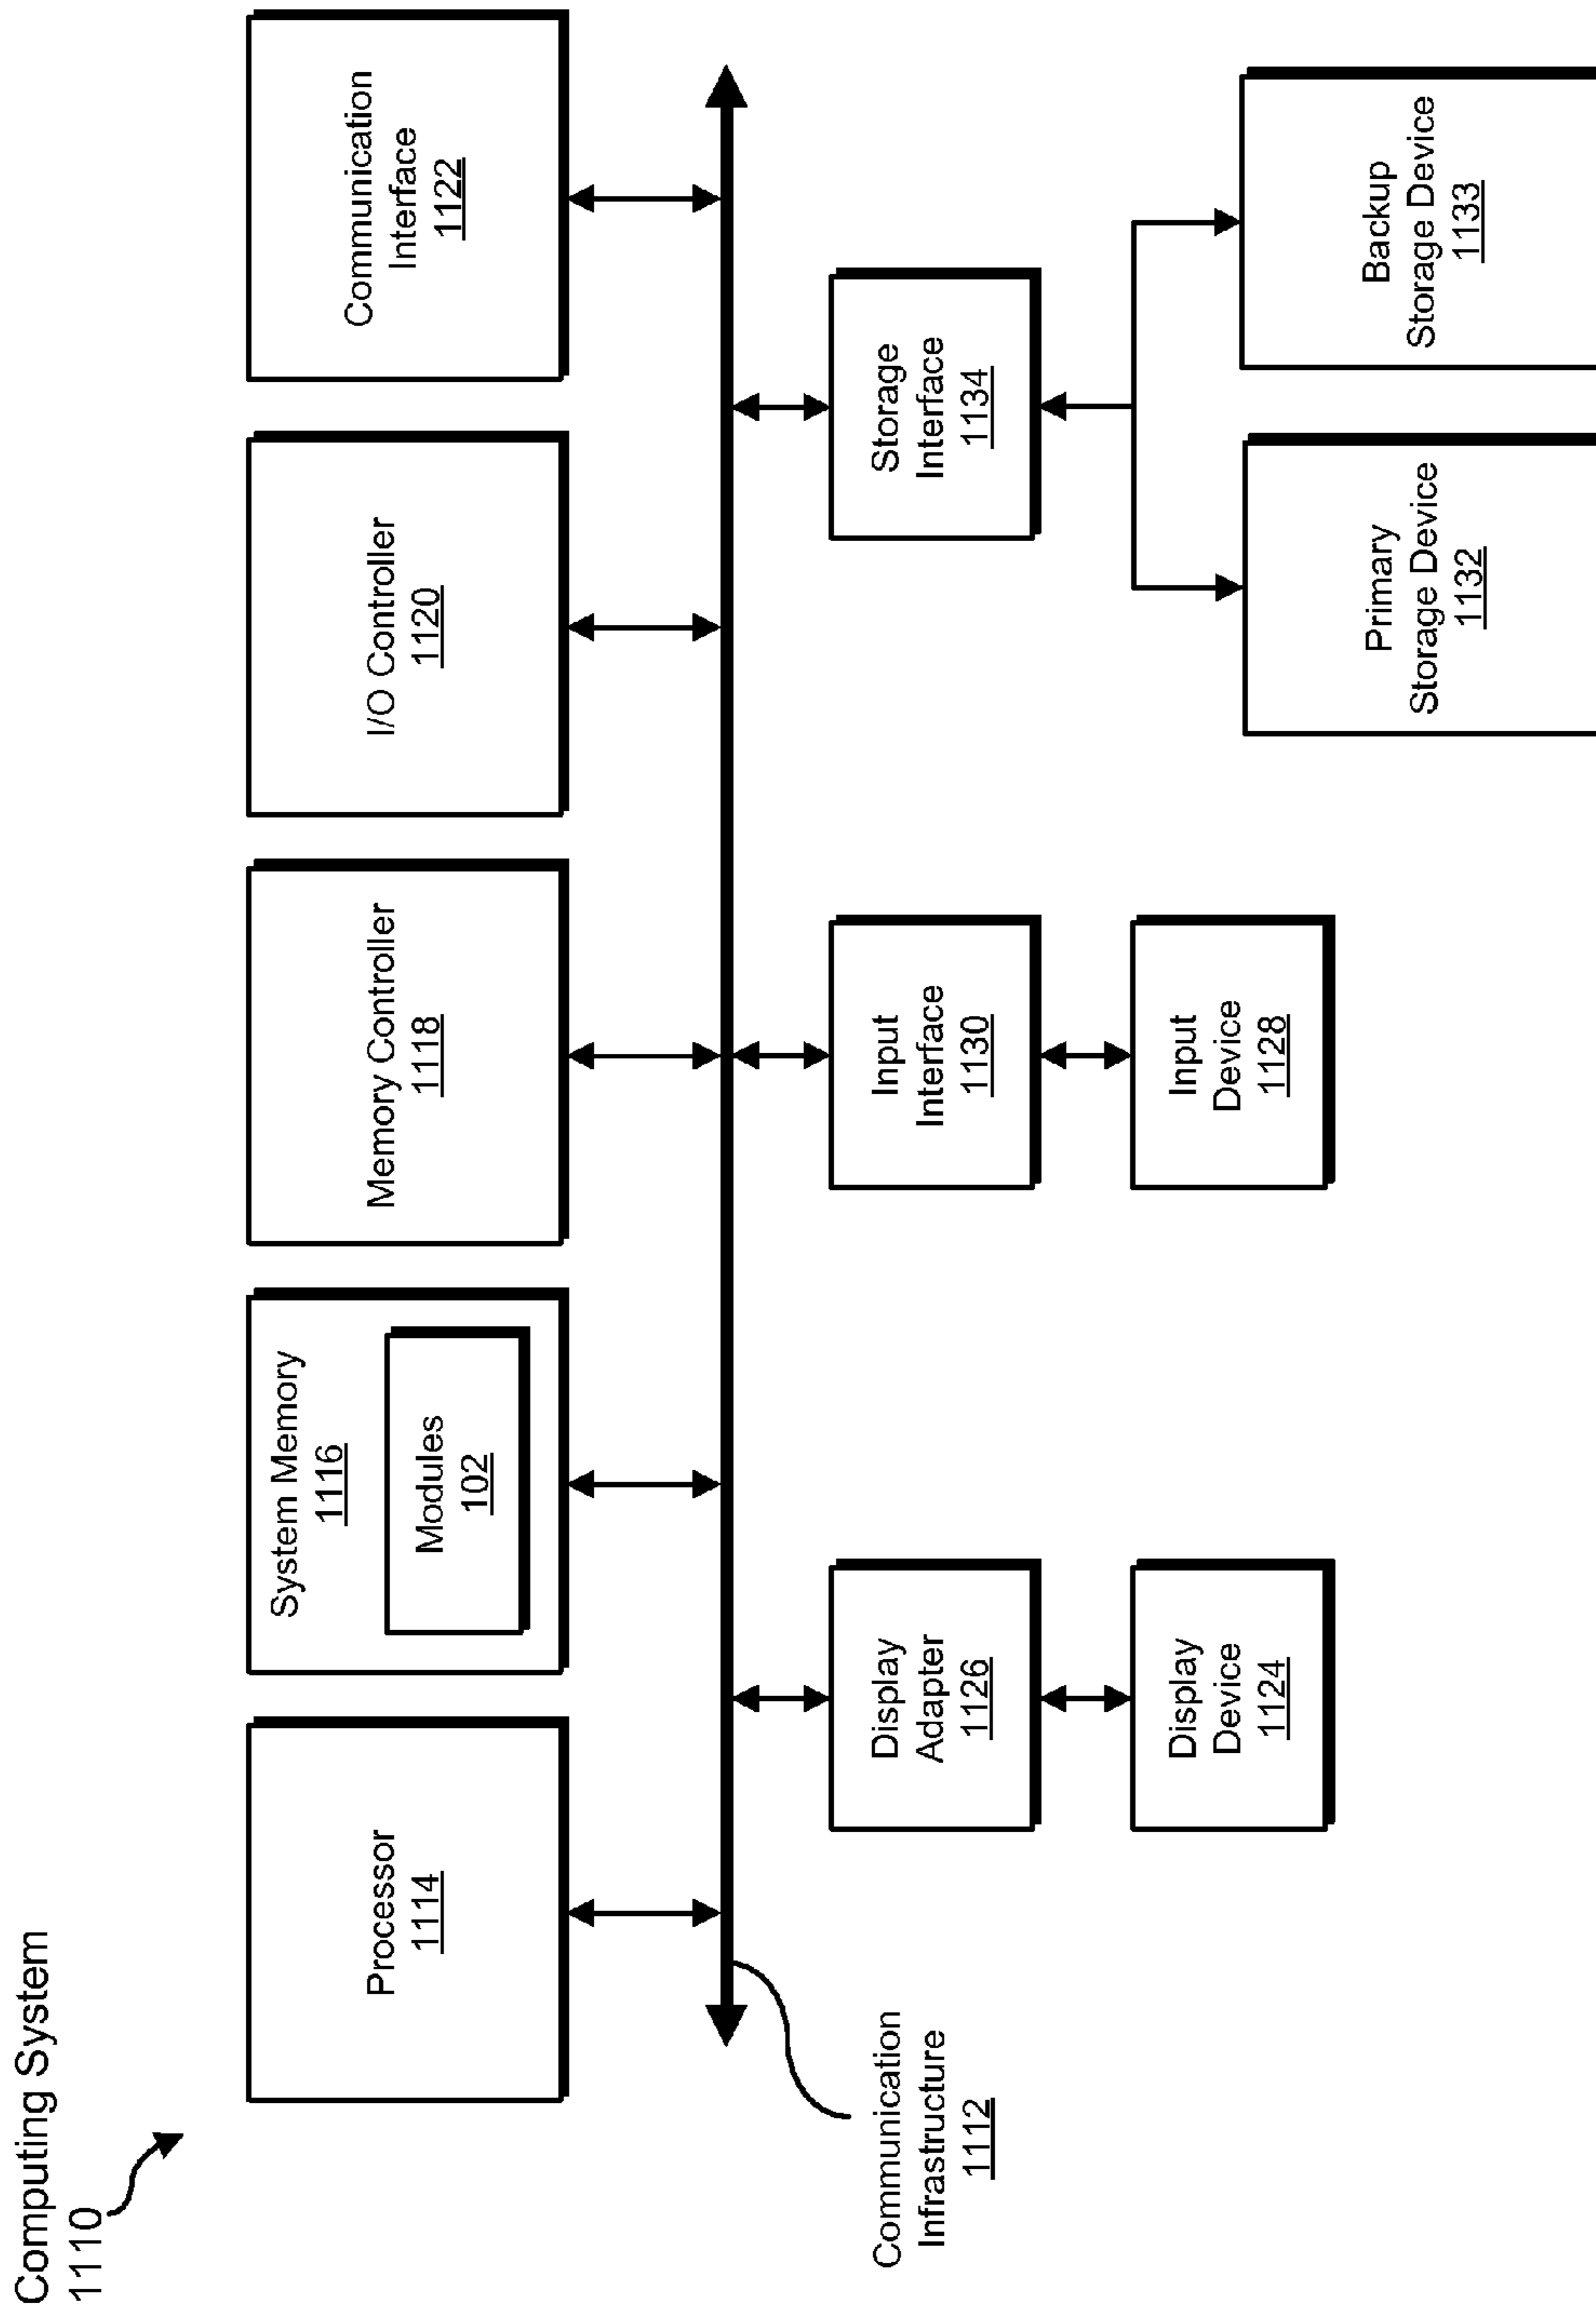 Computing System
1110
Processor
1114
System Memory
1116
Modules
102
Memory Controller
1118
I/O Controller
1120
Communication
Interface
1122
Communication
Infrastructure
1112
Display
Adapter
1126
Input
Interface
1130
Storage
Interface
1134
Display
Device
1124
Input
Device
1128
Primary
Storage Device
1132
Backup
Storage Device
1133